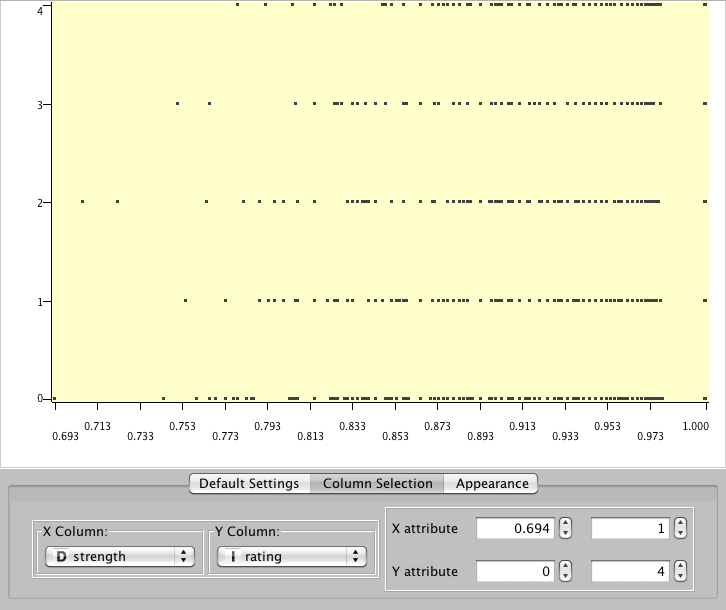 4
3
2
1
0
0.713 0.753 0.793 0.833 0.873 0.913 0.953 1.000
0.693 0.733 0.773 0.813 0.853 0.893 0.933 0.973
Default Settings Column Selection Appearance
X Column: Y Column:
D strength I rating
X attribute 0.694 1
Y attribute 0 4